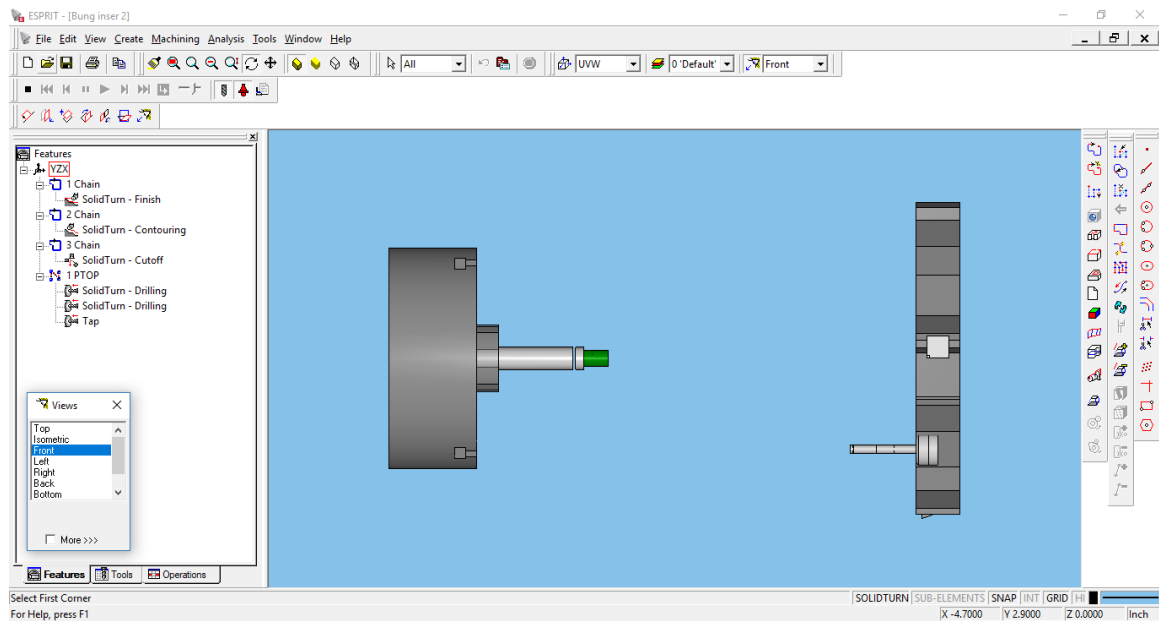 ESPRIT - [Bung inser 2]
File Edit View Create Machining Analysis Tools Window Help
All UVW 0 'Default' Front
Features
YZX
1 Chain
SolidTurn - Finish
2 Chain
SolidTurn - Contouring
3 Chain
SolidTurn - Cutoff
1 PTOP
SolidTurn - Drilling
SolidTurn - Drilling
Tap
Views
Top
Isometric
Front
Left
Right
Back
Bottom
More >>>
Features Tools Operations
Select First Corner SOLIDTURN SUB-ELEMENTS SNAP INT GRID HI
For Help, press F1 X -4.7000 Y 2.9000 Z 0.0000 Inch